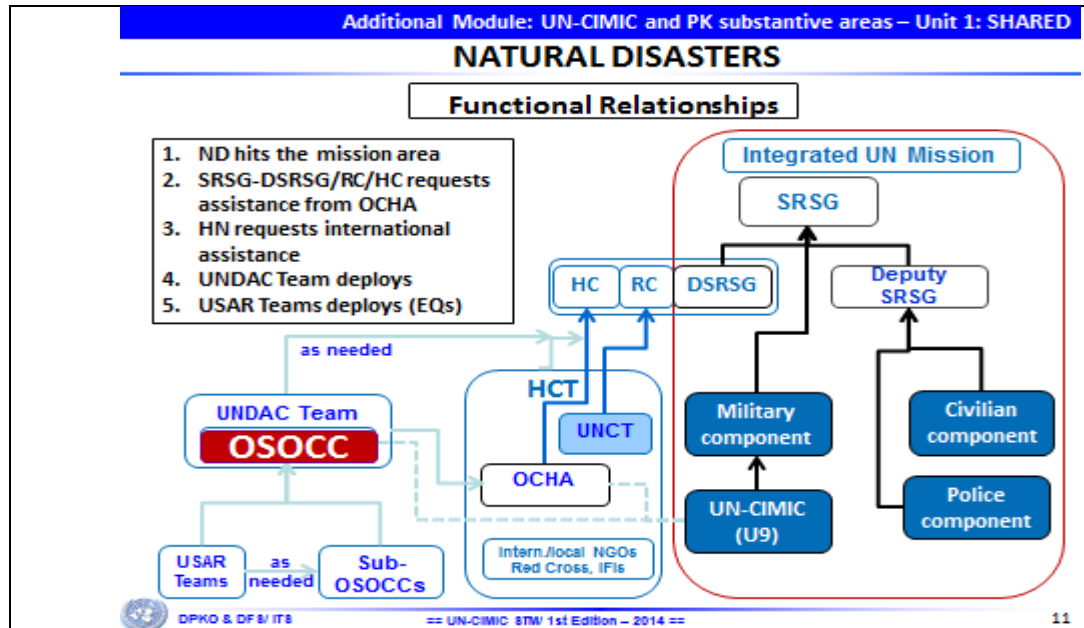 Additional Module: UN-CIMIC and PK substantive areas – Unit 1: SHARED
NATURAL DISASTERS
Functional Relationships
1. ND hits the mission area
2. SRSG-DSRSG/RC/HC requests
assistance from OCHA
3. HN requests international
assistance
4. UNDAC Team deploys
5. USAR Teams deploys (EQs)
Integrated UN Mission
SRSG
HC
RC
DSRSG
Deputy
SRSG
as needed
HCT
UNDAC Team
OSOCC
UNCT
Military
component
Civilian
component
OCHA
UN-CIMIC
(U9)
Police
component
USAR
Teams
as
needed
Sub-
OSOCCs
Intern./local NGOs
Red Cross, IFIs
DPKO & DFS/ ITS
== UN-CIMIC STM/ 1st Edition – 2014 ==
11